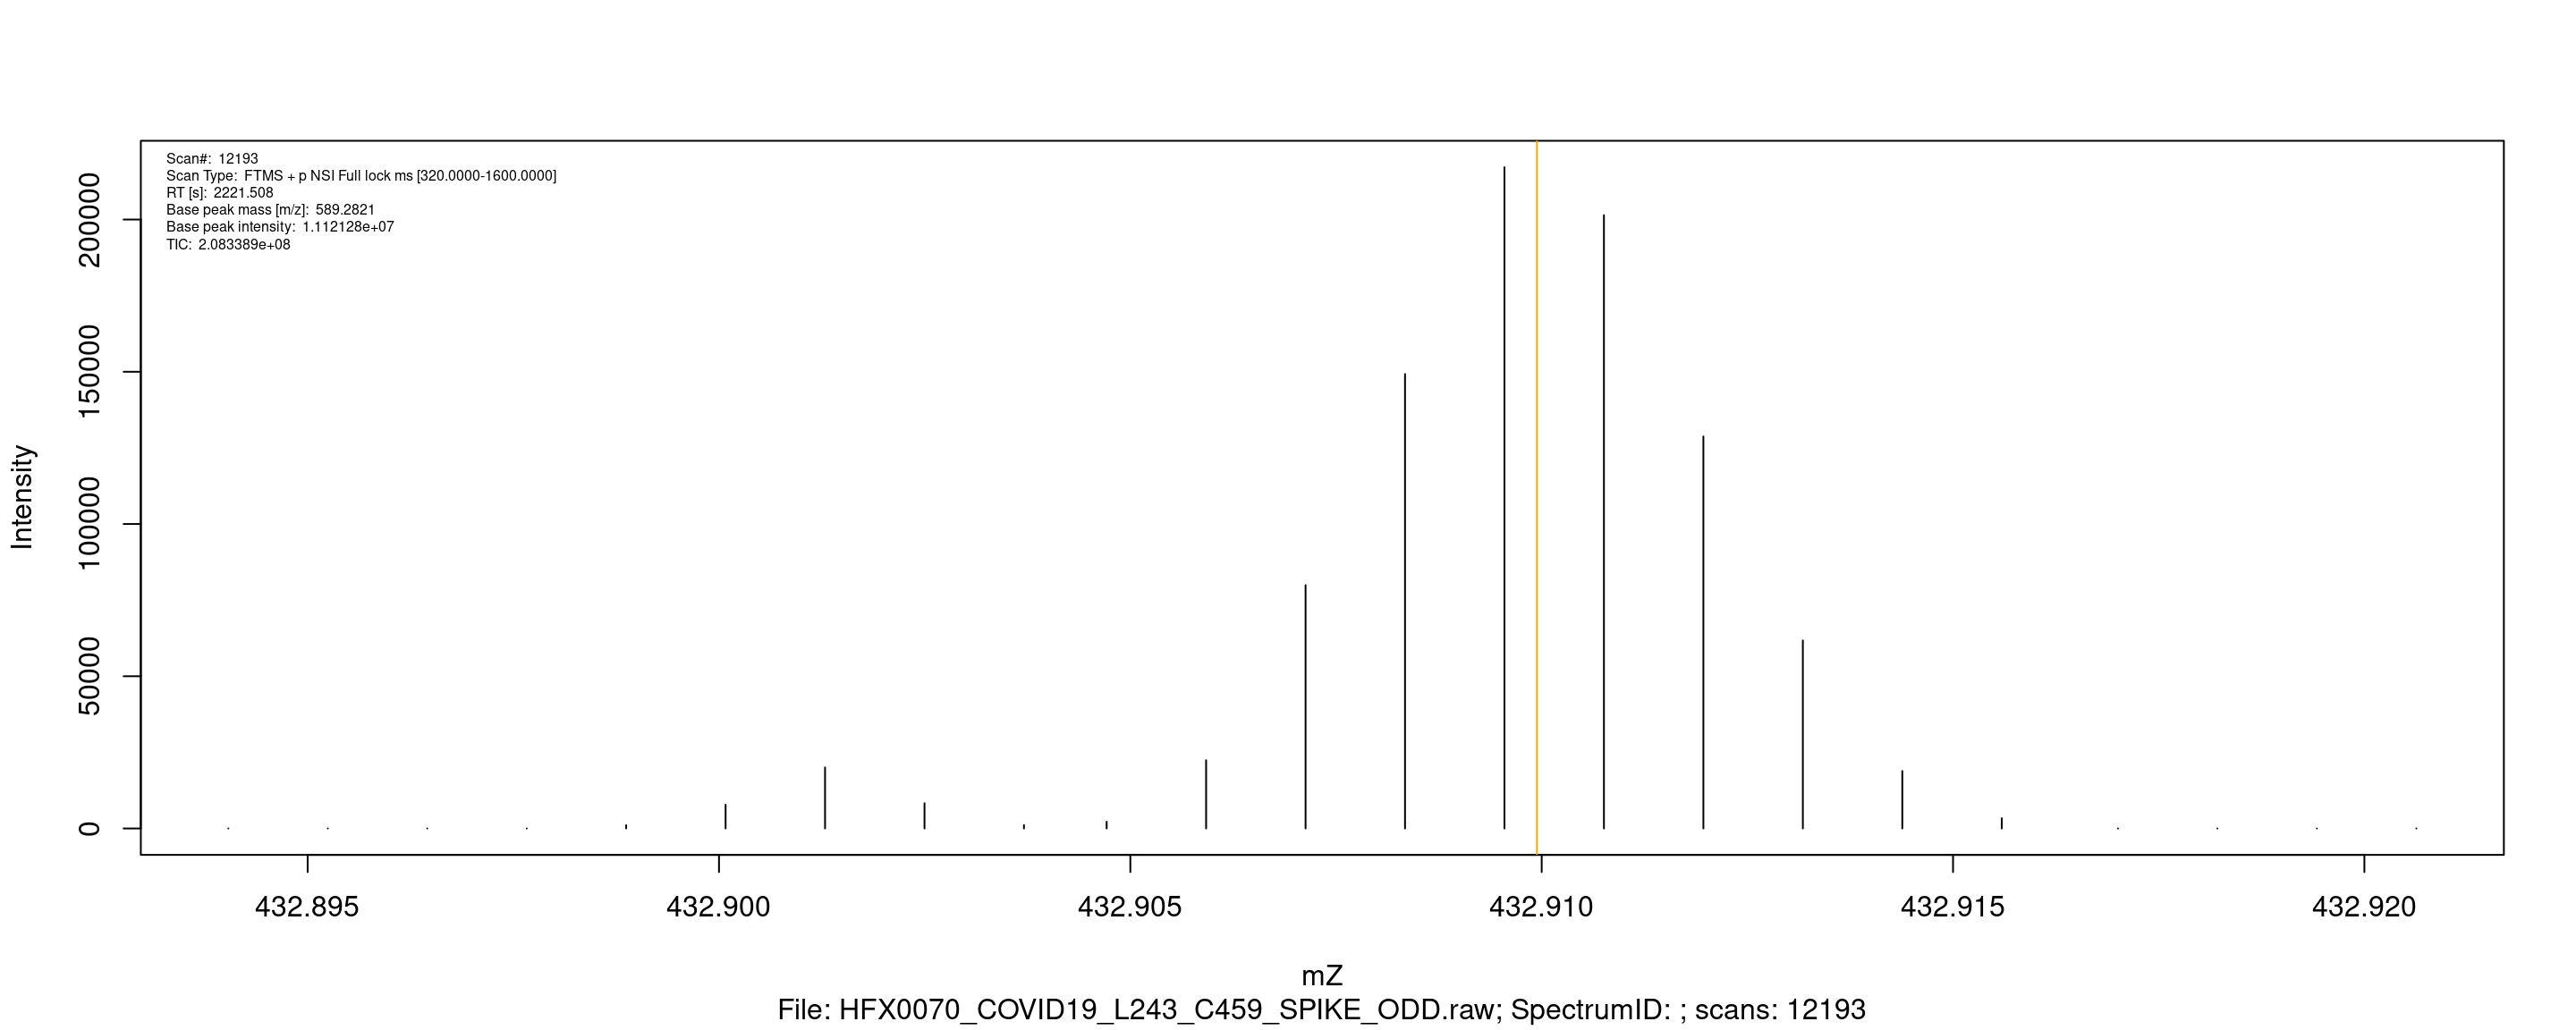 Scan#: 12193
Scan Type: FTMS + p NSI Full lock ms [320.0000-1600.0000]
RT [s]: 2221.508
Base peak mass [m/z]: 589.2821
Base peak intensity: 1.112128e+07
TIC: 2.083389e+08
Intensity
200000
150000
100000
50000
0
432.895 432.900 432.905 432.910 432.915 432.920
mZ
File: HFX0070_COVID19_L243_C459_SPIKE_ODD.raw; SpectrumID: ; scans: 12193